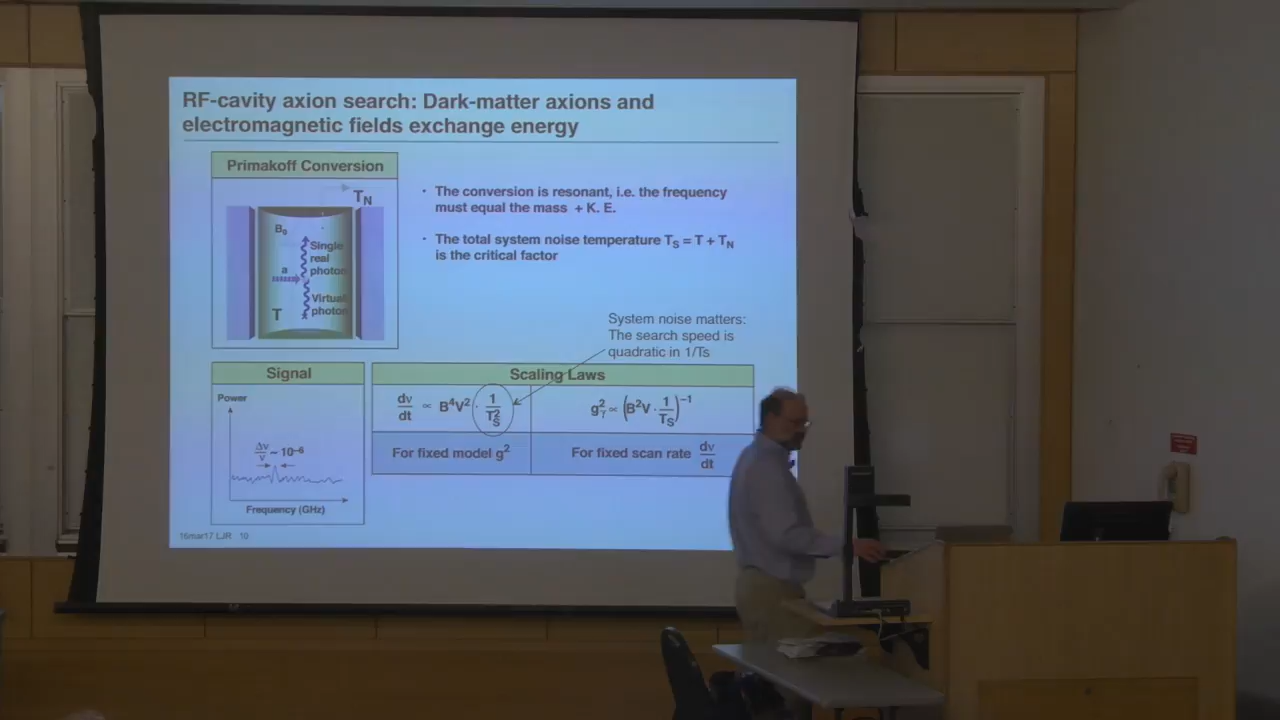 RF-cavity axion search: Dark-matter axions and
electromagnetic fields exchange energy
Primakoff Conversion
T_N
B₀
Single
real
photon
a
Virtual
photon
T
· The conversion is resonant, i.e. the frequency
must equal the mass + K. E.
· The total system noise temperature T_S = T + T_N
is the critical factor
System noise matters:
The search speed is
quadratic in 1/Ts
Signal
Power
Δν/ν ~ 10⁻⁶
Frequency (GHz)
Scaling Laws
dν/dt ∝ B⁴V² · 1/T_S²
g_γ² ∝ (B²V · 1/T_S)⁻¹
For fixed model g²
For fixed scan rate dν/dt
16mar17 LJR 10